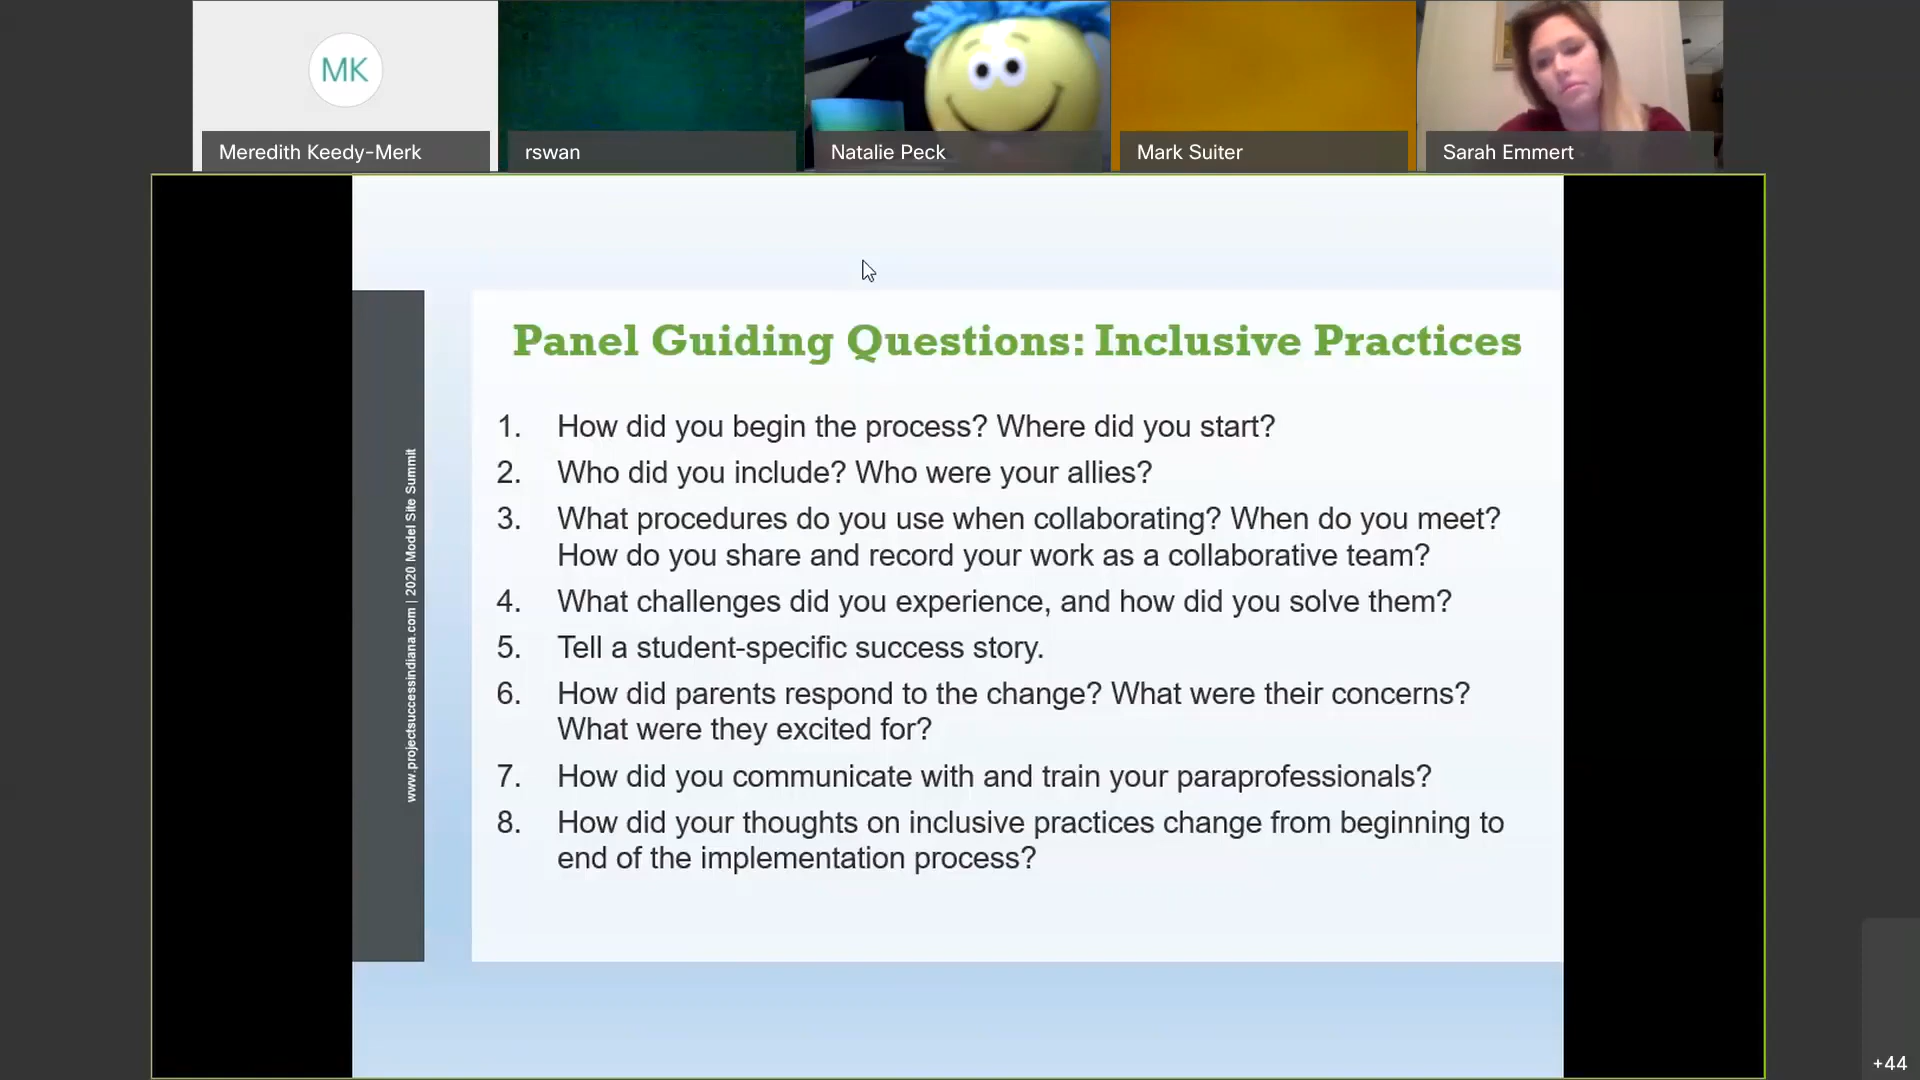 MK
Meredith Keedy-Merk
rswan
Natalie Peck
Mark Suiter
Sarah Emmert
www.projectsuccessindiana.com | 2020 Model Site Summit
Panel Guiding Questions: Inclusive Practices
1. How did you begin the process? Where did you start?
2. Who did you include? Who were your allies?
3. What procedures do you use when collaborating? When do you meet?
How do you share and record your work as a collaborative team?
4. What challenges did you experience, and how did you solve them?
5. Tell a student-specific success story.
6. How did parents respond to the change? What were their concerns?
What were they excited for?
7. How did you communicate with and train your paraprofessionals?
8. How did your thoughts on inclusive practices change from beginning to
end of the implementation process?
+44